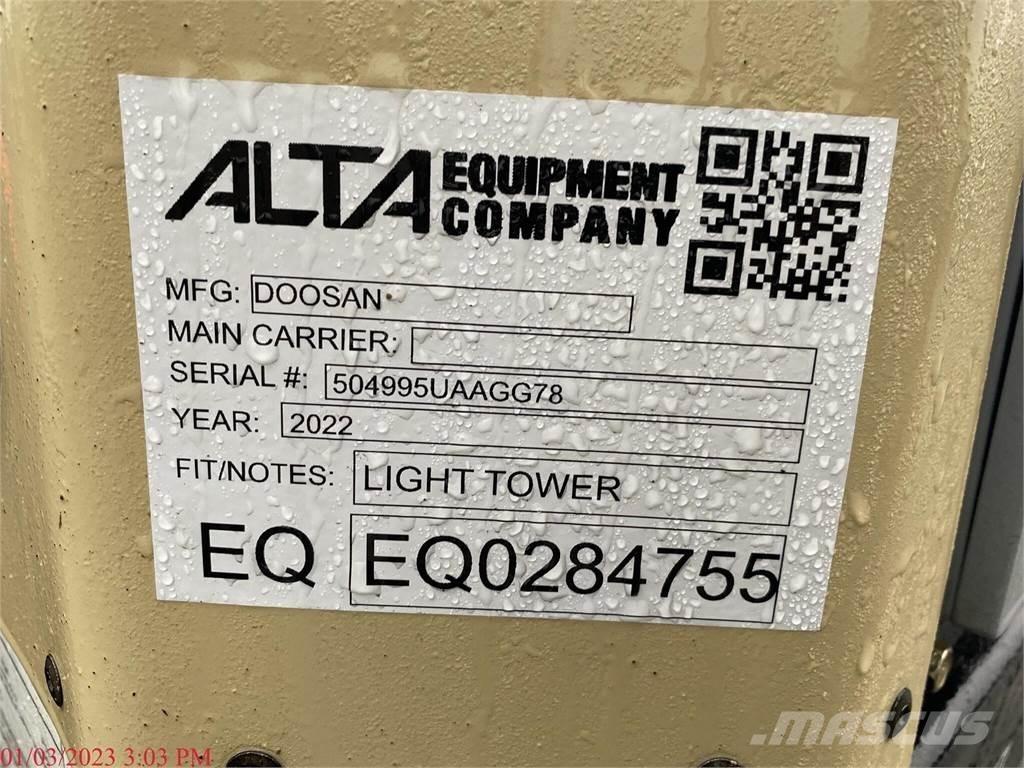 ALTA EQUIPMENT COMPANY
MFG: DOOSAN
MAIN CARRIER:
SERIAL #: 504995UAAGG78
YEAR: 2022
FIT/NOTES: LIGHT TOWER
EQ EQ0284755
MASCUS
01/03/2023 3:03 PM